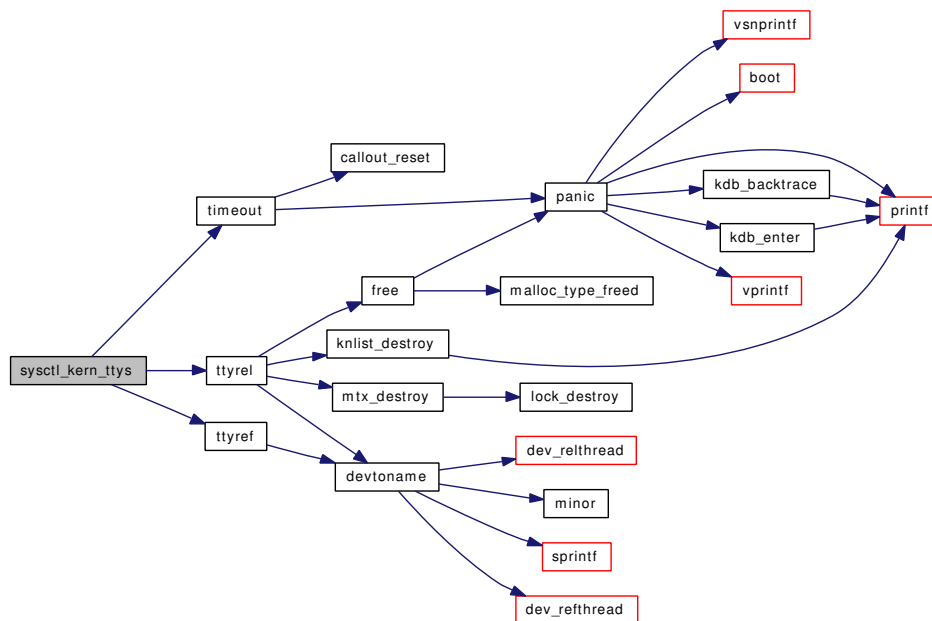 vsnprintf
boot
callout_reset
kdb_backtrace
panic
timeout
printf
kdb_enter
free
malloc_type_freed
vprintf
knlist_destroy
sysctl_kern_ttys
ttyrel
mtx_destroy
lock_destroy
ttyref
dev_relthread
devtoname
minor
sprintf
dev_refthread